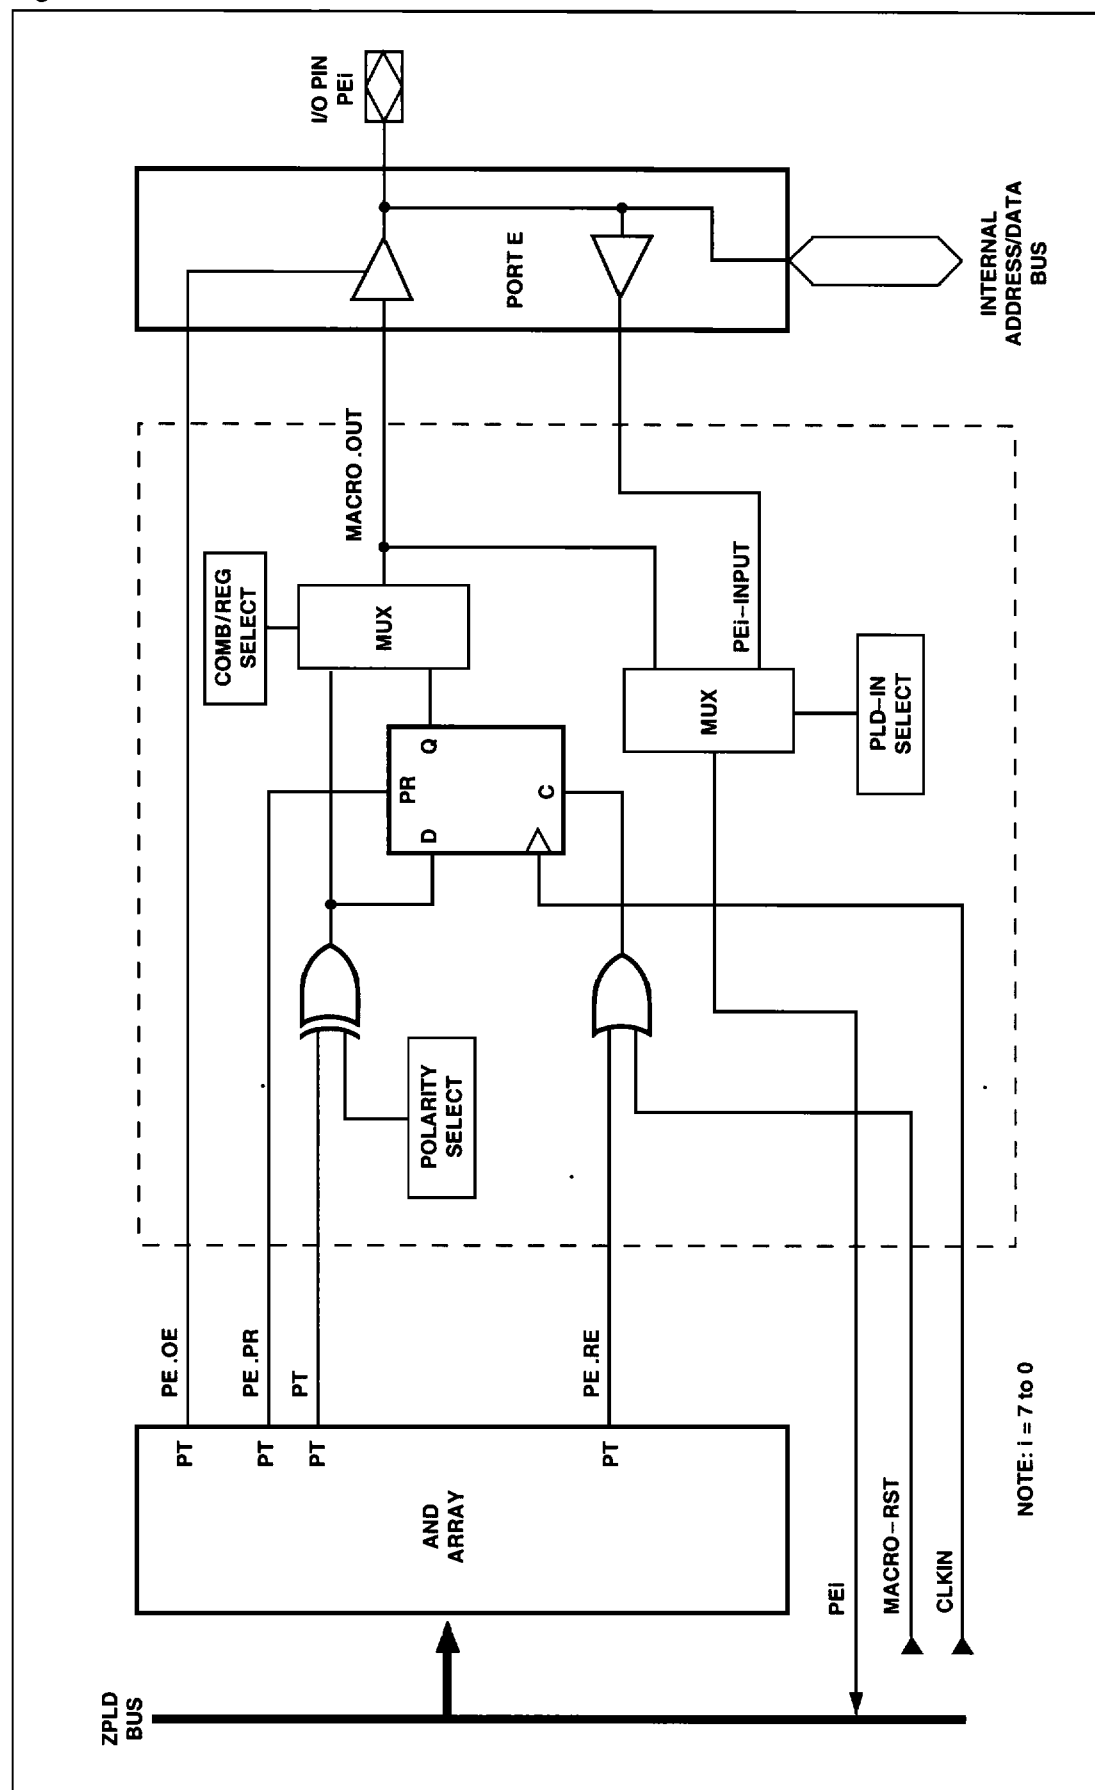 ZPLD
BUS
AND
ARRAY
PT
PT
PT
PT
PE .OE
PE .PR
PT
PE .RE
PEi
MACRO–RST
CLKIN
NOTE: i = 7 to 0
POLARITY
SELECT
D
PR
Q
C
COMB/REG
SELECT
MUX
MACRO .OUT
MUX
PEi–INPUT
PLD–IN
SELECT
PORT E
I/O PIN
PEi
INTERNAL
ADDRESS/DATA
BUS